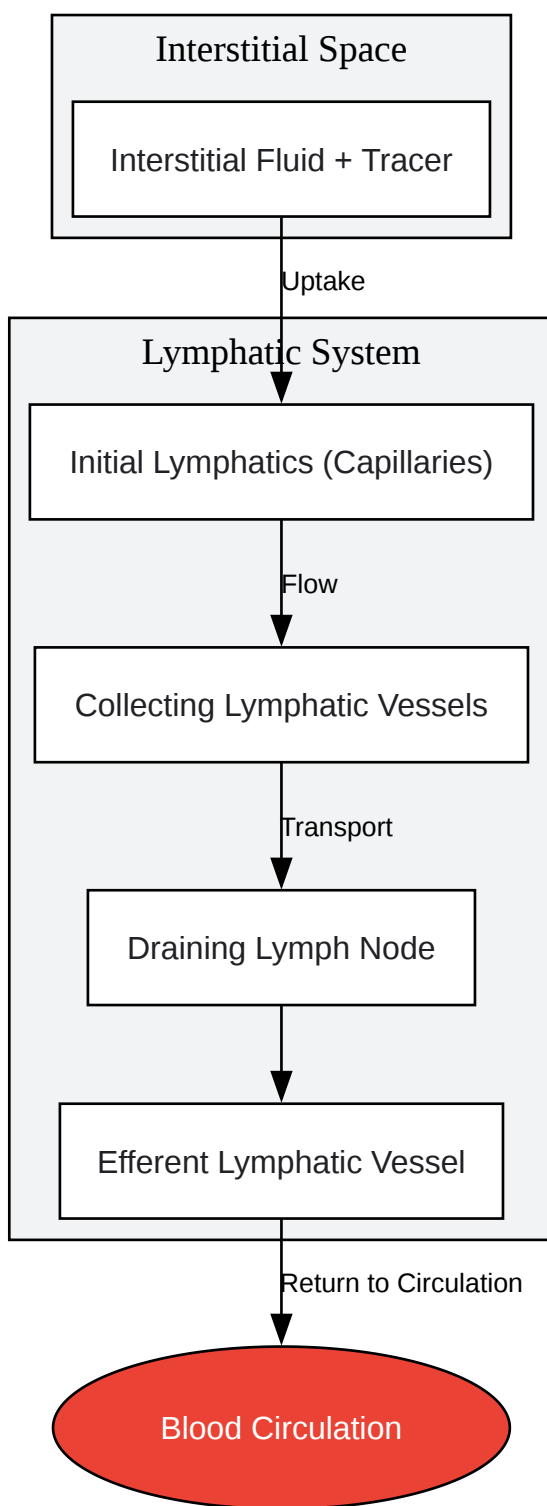 Interstitial Space
Interstitial Fluid + Tracer
Uptake
Lymphatic System
Initial Lymphatics (Capillaries)
Flow
Collecting Lymphatic Vessels
Transport
Draining Lymph Node
Efferent Lymphatic Vessel
Return to Circulation
Blood Circulation